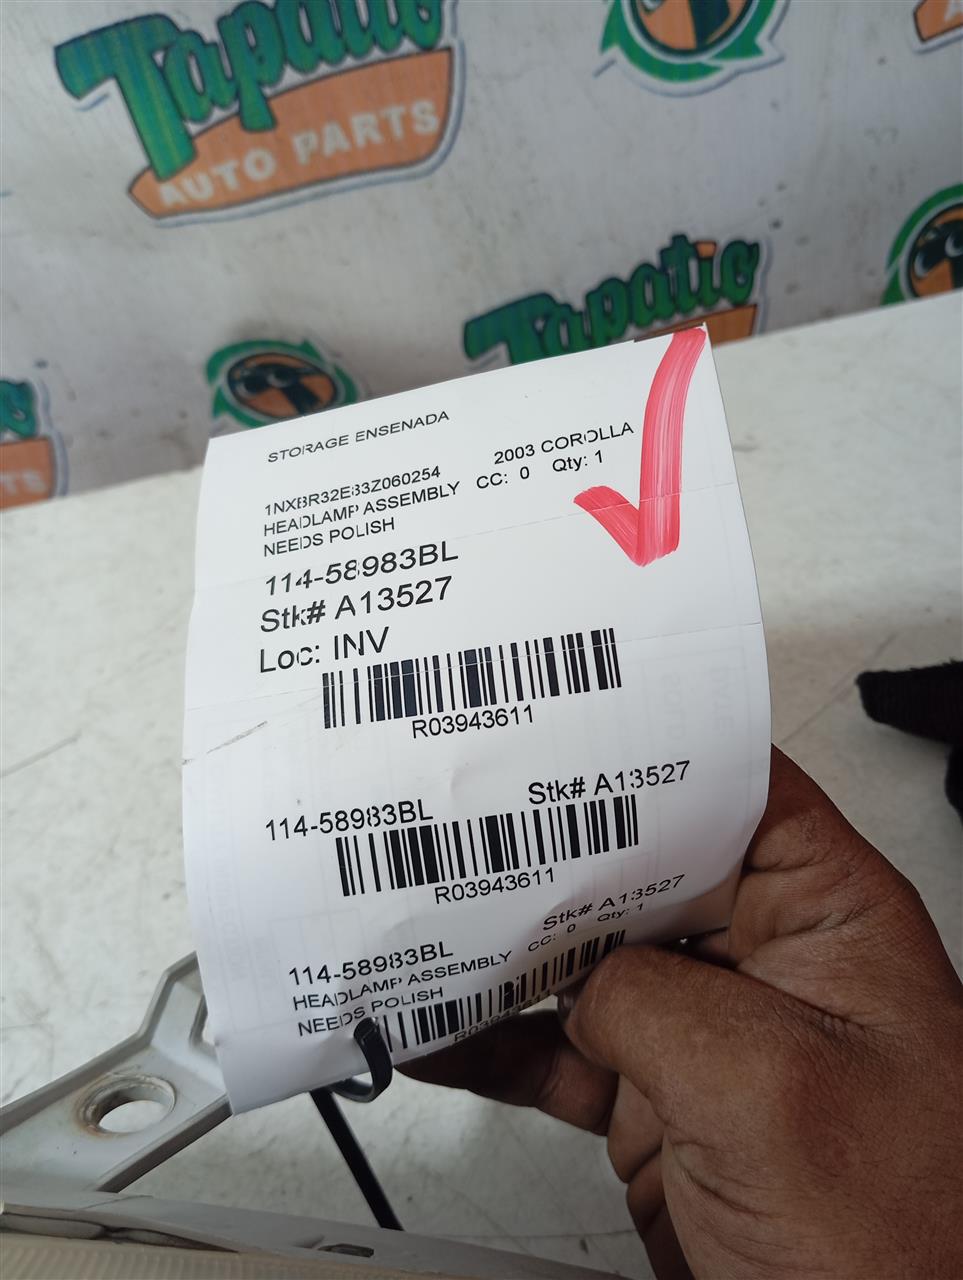 Tapatio
AUTO PARTS
Tapatio
STORAGE ENSENADA
1NXBR32E83Z060254
2003 COROLLA
HEADLAMP ASSEMBLY CC: 0 Qty: 1
NEEDS POLISH
114-58983BL
Stk# A13527
Loc: INV
R03943611
114-58983BL Stk# A13527
R03943611
114-58983BL Stk# A13527
HEADLAMP ASSEMBLY CC: 0 Qty: 1
NEEDS POLISH
R03943611